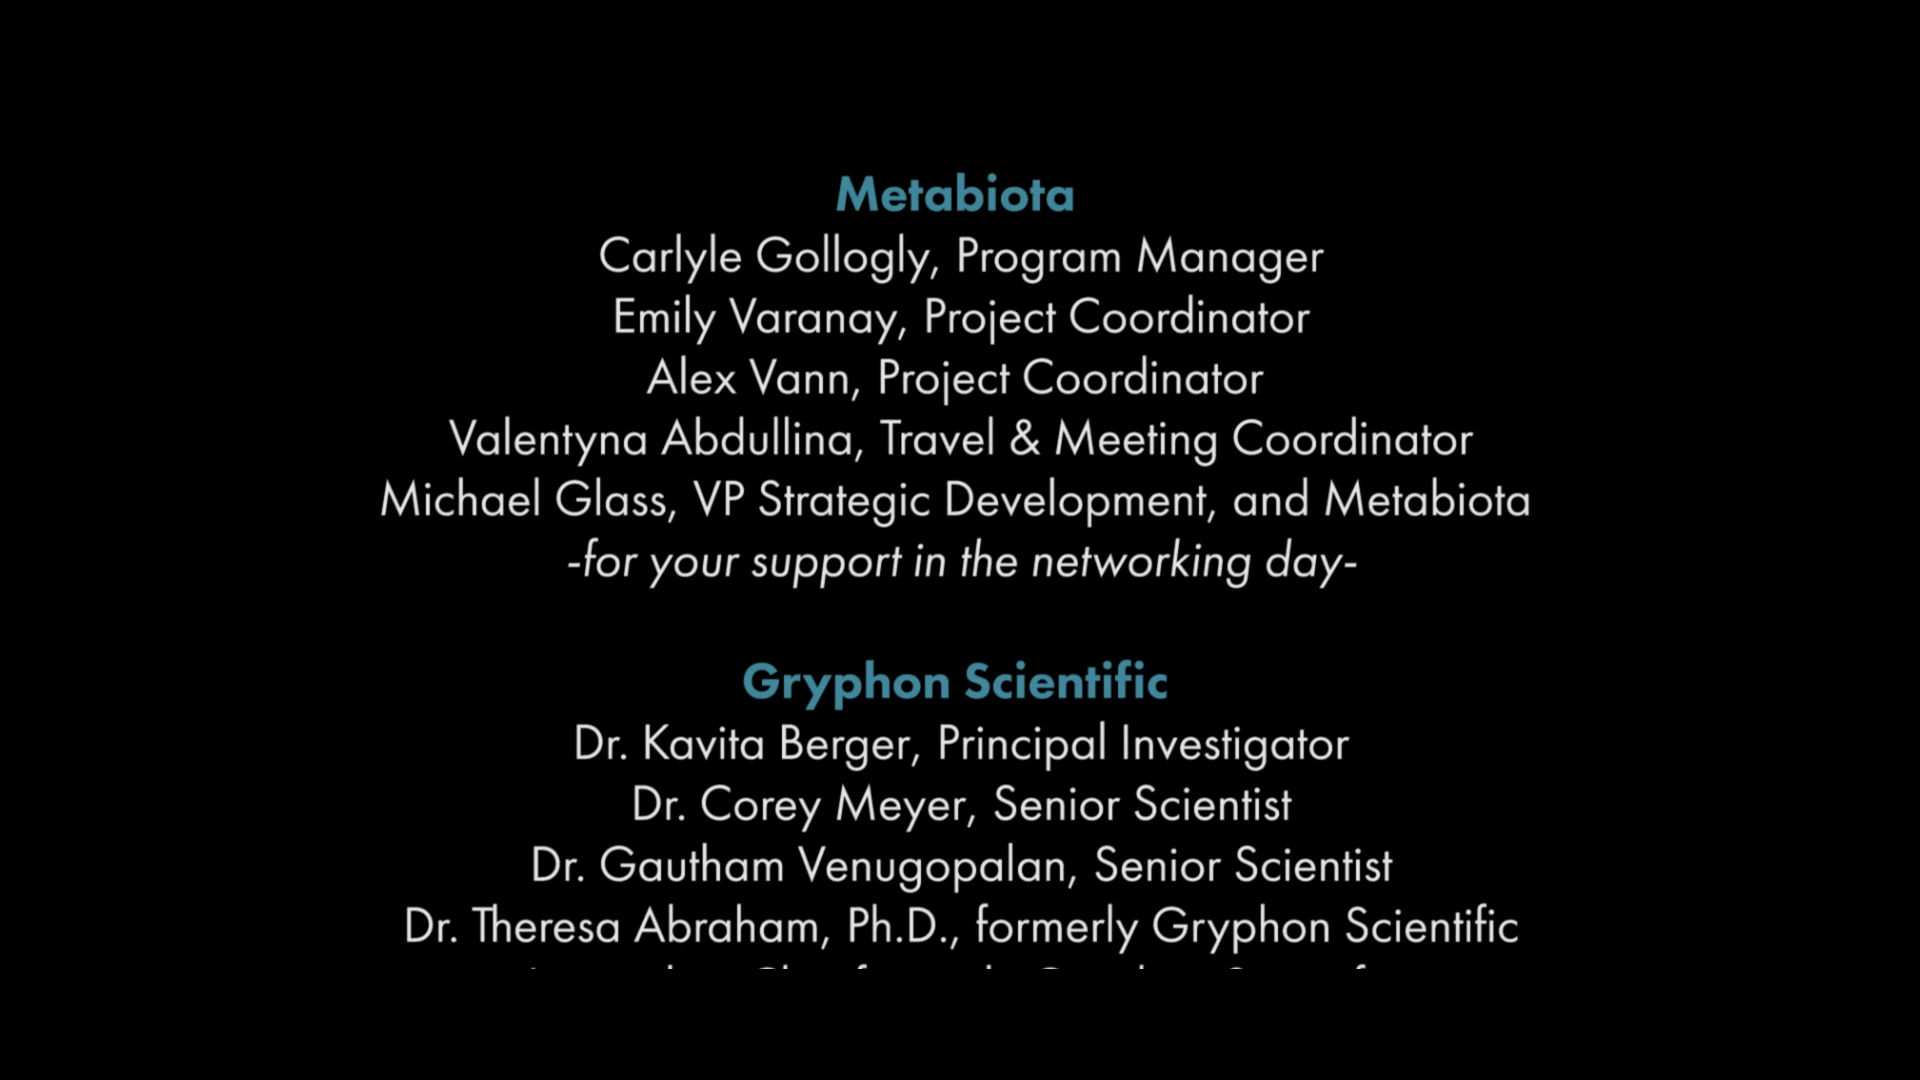 Metabiota
Carlyle Gollogly, Program Manager
Emily Varanay, Project Coordinator
Alex Vann, Project Coordinator
Valentyna Abdullina, Travel & Meeting Coordinator
Michael Glass, VP Strategic Development, and Metabiota
-for your support in the networking day-
Gryphon Scientific
Dr. Kavita Berger, Principal Investigator
Dr. Corey Meyer, Senior Scientist
Dr. Gautham Venugopalan, Senior Scientist
Dr. Theresa Abraham, Ph.D., formerly Gryphon Scientific